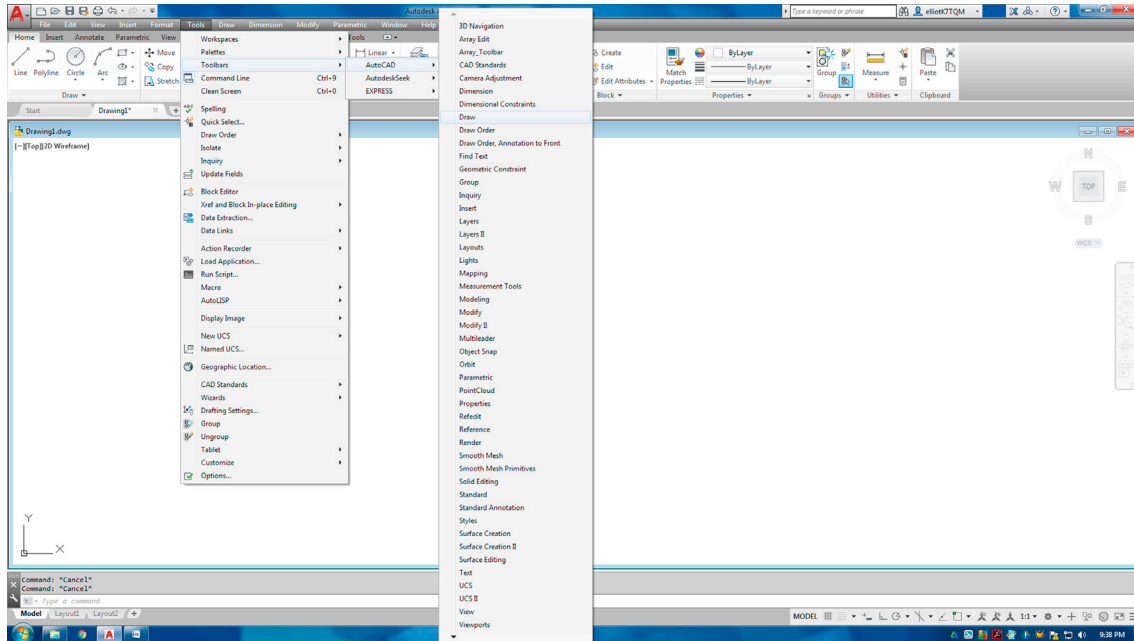 Autodesk
Type a keyword or phrase
elliotK7TQM
File Edit View Insert Format Tools Draw Dimension Modify Parametric Window Help
Home Insert Annotate Parametric View
Tools
Line Polyline Circle Arc
Move
Copy
Stretch
Draw
Linear
Create
Edit
Edit Attributes
Block
Match
Properties
ByLayer
ByLayer
ByLayer
Properties
Group
Groups
Measure
Utilities
Paste
Clipboard
Start Drawing1*
Drawing1.dwg
[-][Top][2D Wireframe]
Workspaces
Palettes
Toolbars
Command Line Ctrl+9
Clean Screen Ctrl+0
Spelling
Quick Select...
Draw Order
Isolate
Inquiry
Update Fields
Block Editor
Xref and Block In-place Editing
Data Extraction...
Data Links
Action Recorder
Load Application...
Run Script...
Macro
AutoLISP
Display Image
New UCS
Named UCS...
Geographic Location...
CAD Standards
Wizards
Drafting Settings...
Group
Ungroup
Tablet
Customize
Options...
AutoCAD
AutodeskSeek
EXPRESS
3D Navigation
Array Edit
Array_Toolbar
CAD Standards
Camera Adjustment
Dimension
Dimensional Constraints
Draw
Draw Order
Draw Order, Annotation to Front
Find Text
Geometric Constraint
Group
Inquiry
Insert
Layers
Layers II
Layouts
Lights
Mapping
Measurement Tools
Modeling
Modify
Modify II
Multileader
Object Snap
Orbit
Parametric
PointCloud
Properties
Refedit
Reference
Render
Smooth Mesh
Smooth Mesh Primitives
Solid Editing
Standard
Standard Annotation
Styles
Surface Creation
Surface Creation II
Surface Editing
Text
UCS
UCS II
View
Viewports
N
W TOP E
S
WCS
Y
X
Command: *Cancel*
Command: *Cancel*
Type a command
Model Layout1 Layout2 +
MODEL
1:1
9:38 PM